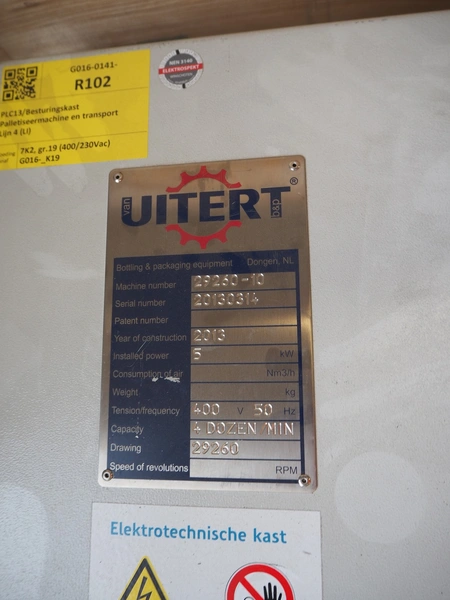 G016-0141-
R102
PLC13/Besturingskast
Palletiseermachine en transport
Lijn 4 (LI)
7K2, gr.19 (400/230Vac)
G016-_K19
NEN 3140
ELEKTROINSPEKT
van UITERT b&p ®
Bottling & packaging equipment Dongen, NL
Machine number 29260-10
Serial number 20130314
Patent number
Year of construction 2013
Installed power 5 kW
Consumption of air Nm3/h
Weight kg
Tension/frequency 400 V 50 Hz
Capacity 4 DOZEN/MIN
Drawing 29260
Speed of revolutions RPM
Elektrotechnische kast